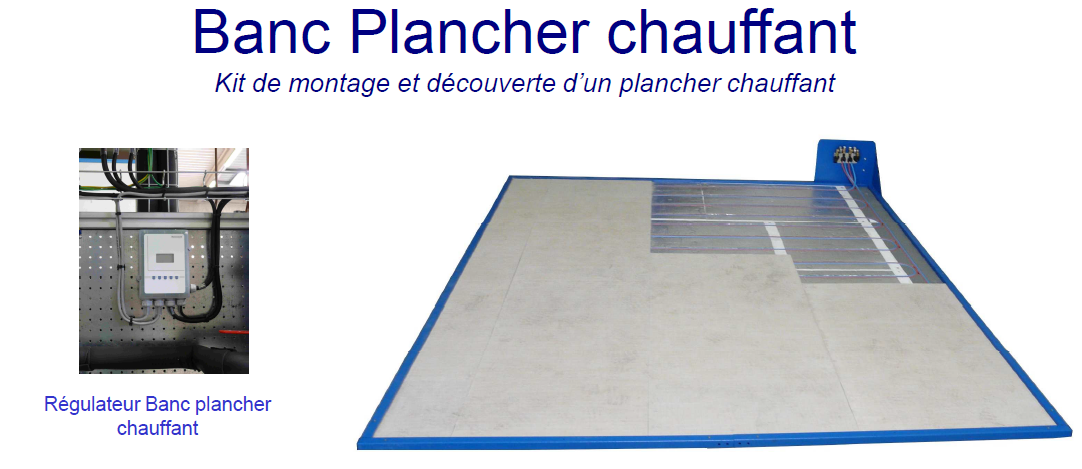 Banc Plancher chauffant
Kit de montage et découverte d’un plancher chauffant
Régulateur Banc plancher
chauffant